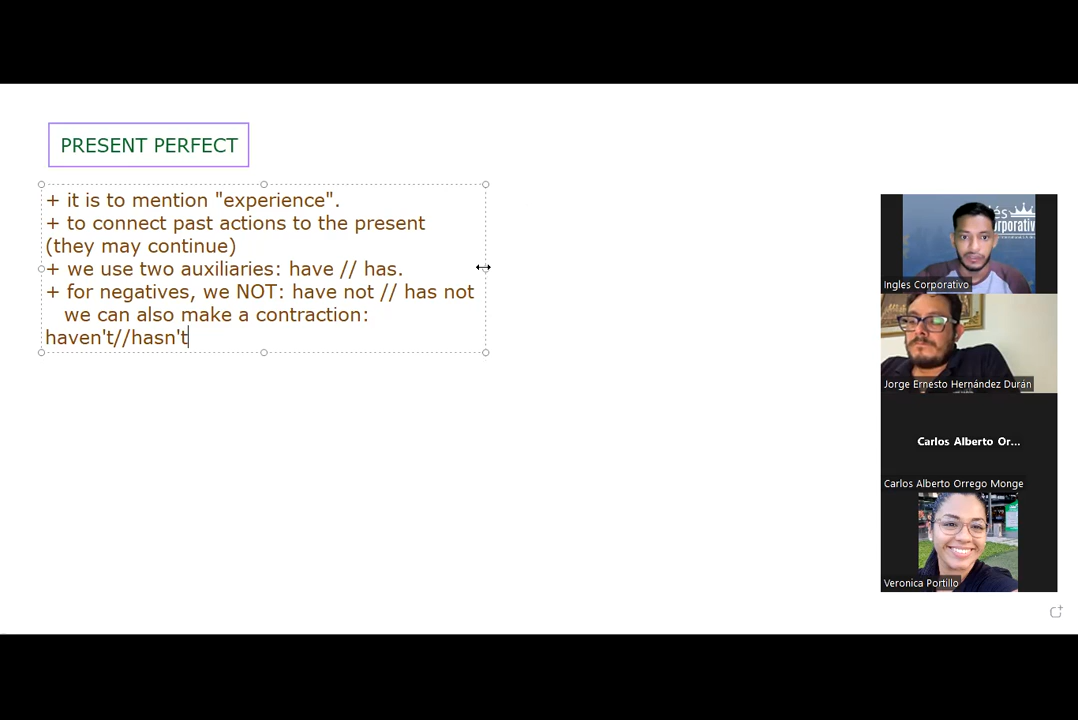 PRESENT PERFECT
+ it is to mention "experience".
+ to connect past actions to the present
(they may continue)
+ we use two auxiliaries: have // has.
+ for negatives, we NOT: have not // has not
we can also make a contraction:
haven't//hasn't
Ingles Corporativo
Jorge Ernesto Hernández Durán
Carlos Alberto Or...
Carlos Alberto Orrego Monge
Veronica Portillo